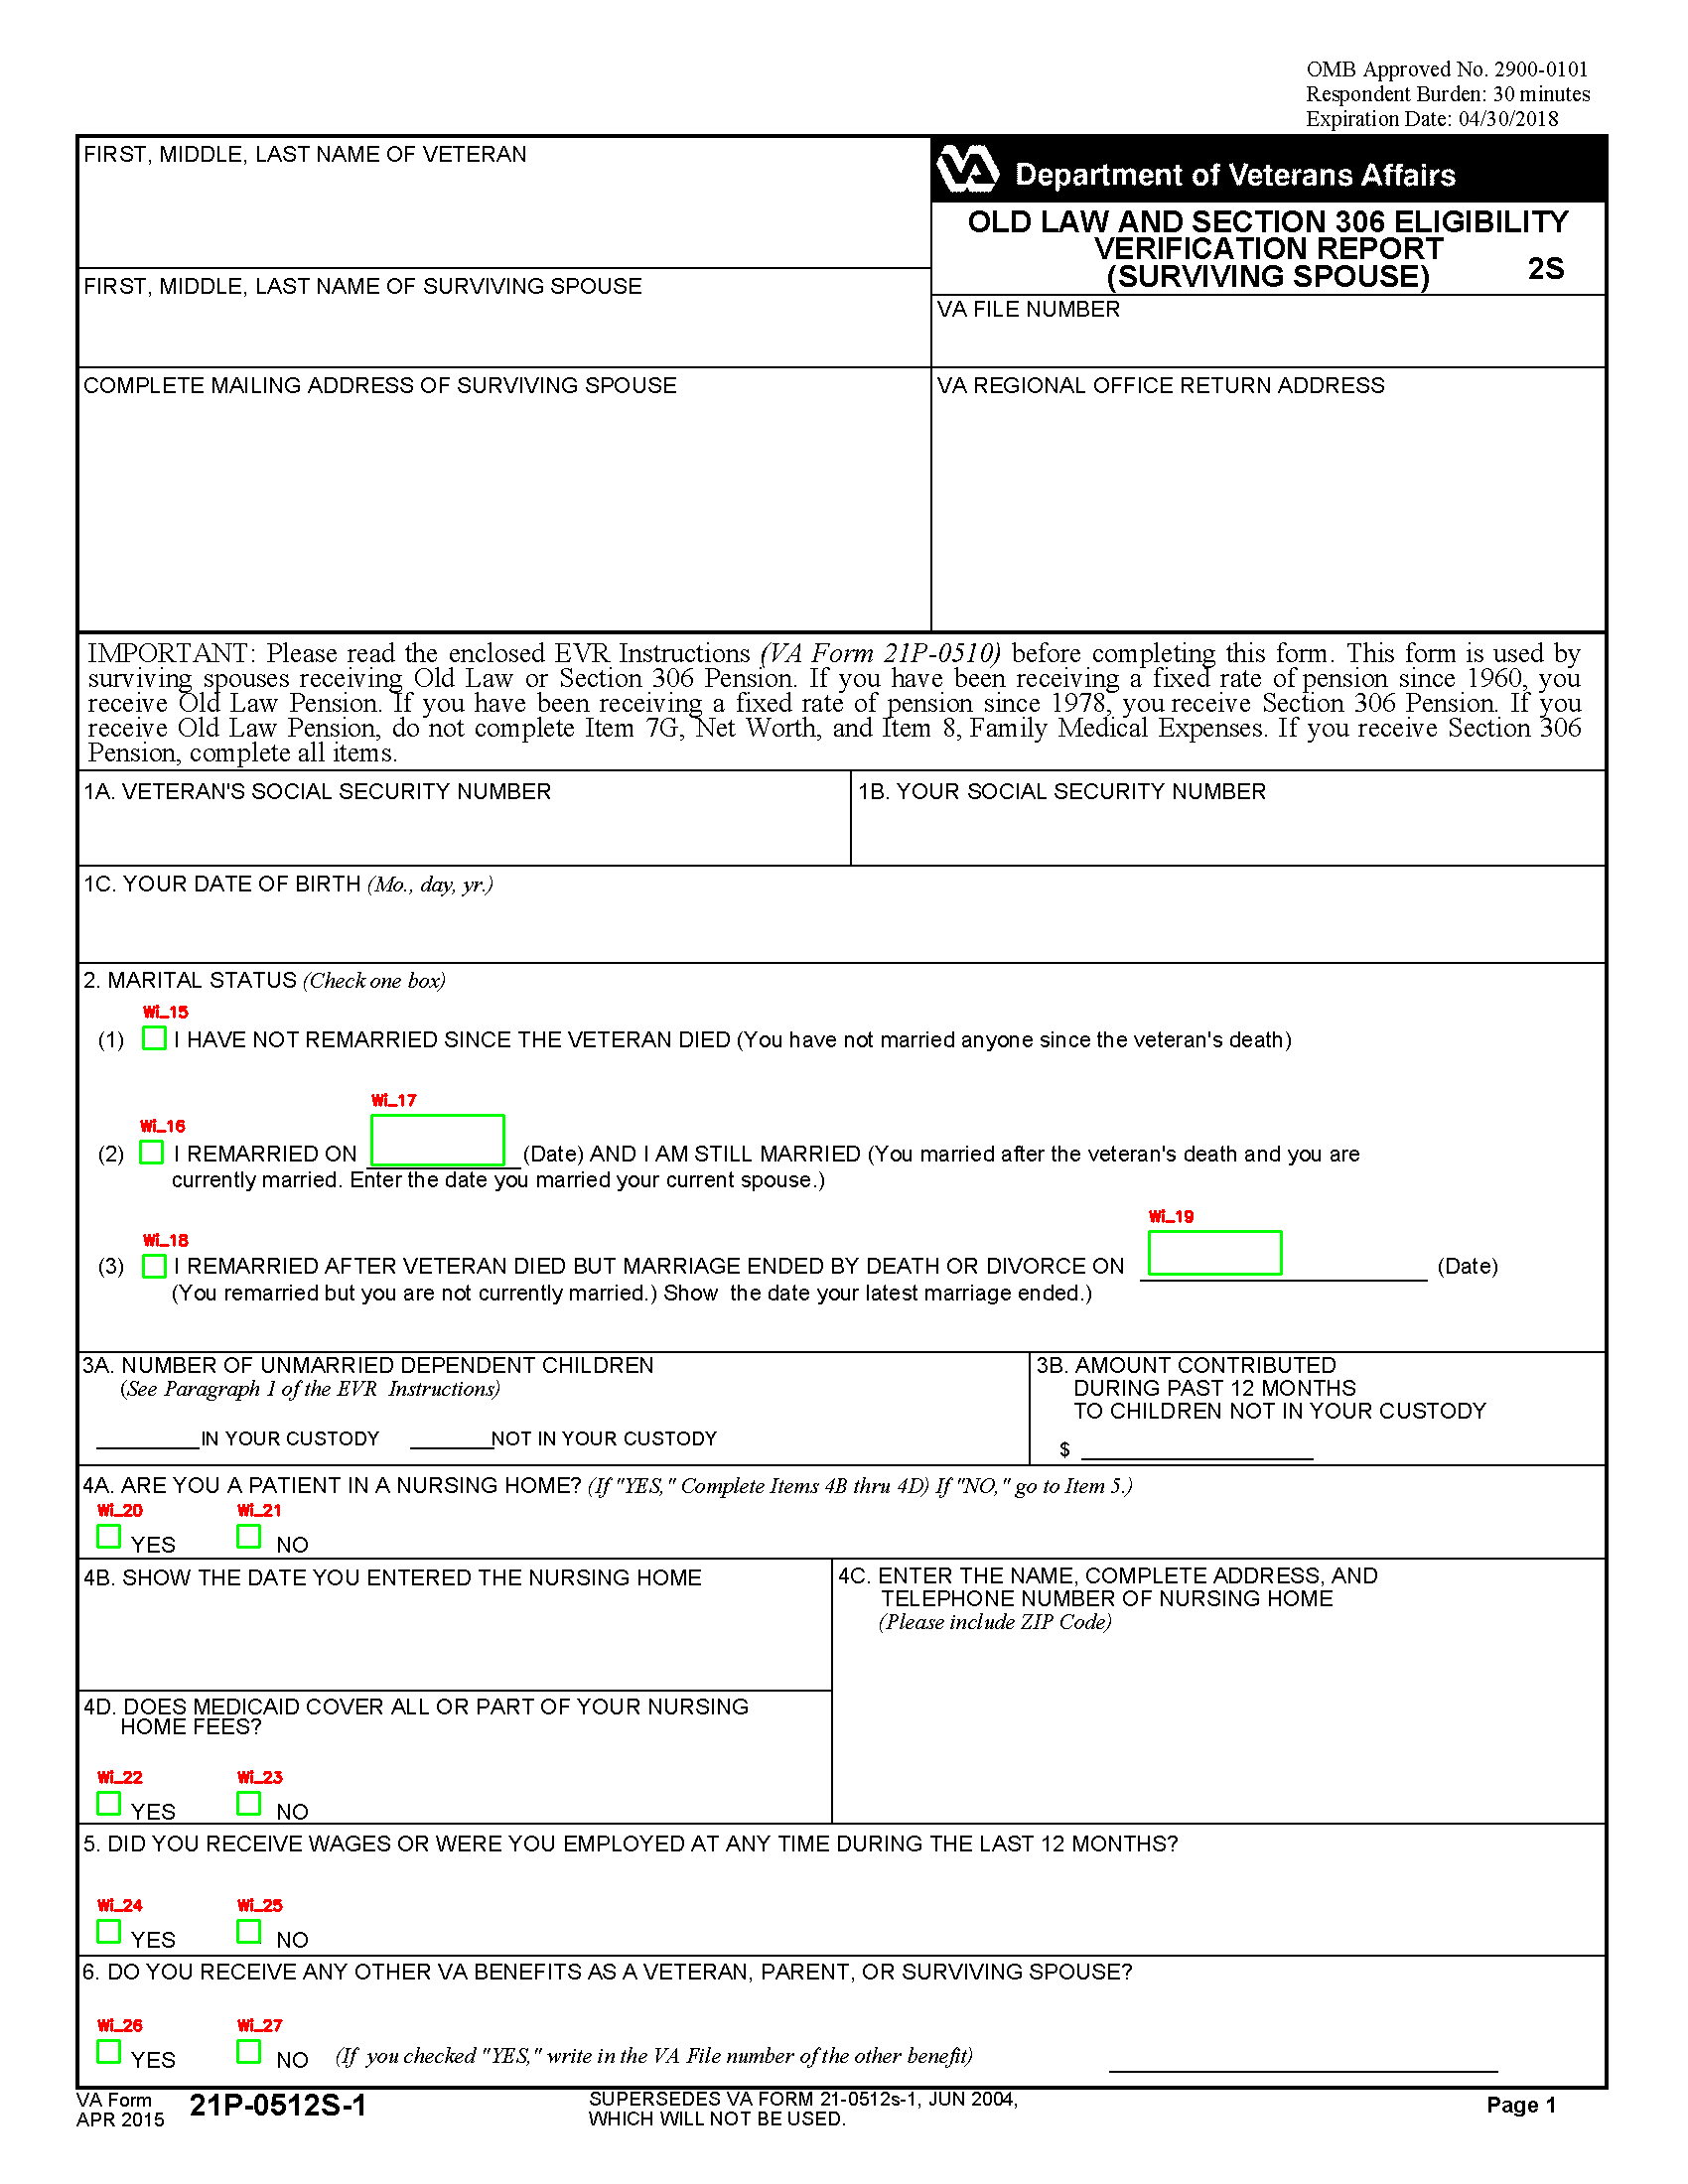 OMB Approved No. 2900-0101
Respondent Burden: 30 minutes
Expiration Date: 04/30/2018
FIRST, MIDDLE, LAST NAME OF VETERAN
VA Department of Veterans Affairs
OLD LAW AND SECTION 306 ELIGIBILITY
VERIFICATION REPORT
(SURVIVING SPOUSE) 2S
FIRST, MIDDLE, LAST NAME OF SURVIVING SPOUSE
VA FILE NUMBER
COMPLETE MAILING ADDRESS OF SURVIVING SPOUSE
VA REGIONAL OFFICE RETURN ADDRESS
IMPORTANT: Please read the enclosed EVR Instructions (VA Form 21P-0510) before completing this form. This form is used by
surviving spouses receiving Old Law or Section 306 Pension. If you have been receiving a fixed rate of pension since 1960, you
receive Old Law Pension. If you have been receiving a fixed rate of pension since 1978, you receive Section 306 Pension. If you
receive Old Law Pension, do not complete Item 7G, Net Worth, and Item 8, Family Medical Expenses. If you receive Section 306
Pension, complete all items.
1A. VETERAN'S SOCIAL SECURITY NUMBER
1B. YOUR SOCIAL SECURITY NUMBER
1C. YOUR DATE OF BIRTH (Mo., day, yr.)
2. MARITAL STATUS (Check one box)
Wi_15
(1) I HAVE NOT REMARRIED SINCE THE VETERAN DIED (You have not married anyone since the veteran's death)
Wi_17
Wi_16
(2) I REMARRIED ON (Date) AND I AM STILL MARRIED (You married after the veteran's death and you are
currently married. Enter the date you married your current spouse.)
Wi_19
Wi_18
(3) I REMARRIED AFTER VETERAN DIED BUT MARRIAGE ENDED BY DEATH OR DIVORCE ON (Date)
(You remarried but you are not currently married.) Show the date your latest marriage ended.)
3A. NUMBER OF UNMARRIED DEPENDENT CHILDREN
(See Paragraph 1 of the EVR Instructions)
IN YOUR CUSTODY NOT IN YOUR CUSTODY
3B. AMOUNT CONTRIBUTED
DURING PAST 12 MONTHS
TO CHILDREN NOT IN YOUR CUSTODY
$
4A. ARE YOU A PATIENT IN A NURSING HOME? (If "YES," Complete Items 4B thru 4D) If "NO," go to Item 5.)
Wi_20 Wi_21
YES NO
4B. SHOW THE DATE YOU ENTERED THE NURSING HOME
4C. ENTER THE NAME, COMPLETE ADDRESS, AND
TELEPHONE NUMBER OF NURSING HOME
(Please include ZIP Code)
4D. DOES MEDICAID COVER ALL OR PART OF YOUR NURSING
HOME FEES?
Wi_22 Wi_23
YES NO
5. DID YOU RECEIVE WAGES OR WERE YOU EMPLOYED AT ANY TIME DURING THE LAST 12 MONTHS?
Wi_24 Wi_25
YES NO
6. DO YOU RECEIVE ANY OTHER VA BENEFITS AS A VETERAN, PARENT, OR SURVIVING SPOUSE?
Wi_26 Wi_27
YES NO (If you checked "YES," write in the VA File number of the other benefit)
VA Form
APR 2015 21P-0512S-1
SUPERSEDES VA FORM 21-0512s-1, JUN 2004,
WHICH WILL NOT BE USED.
Page 1